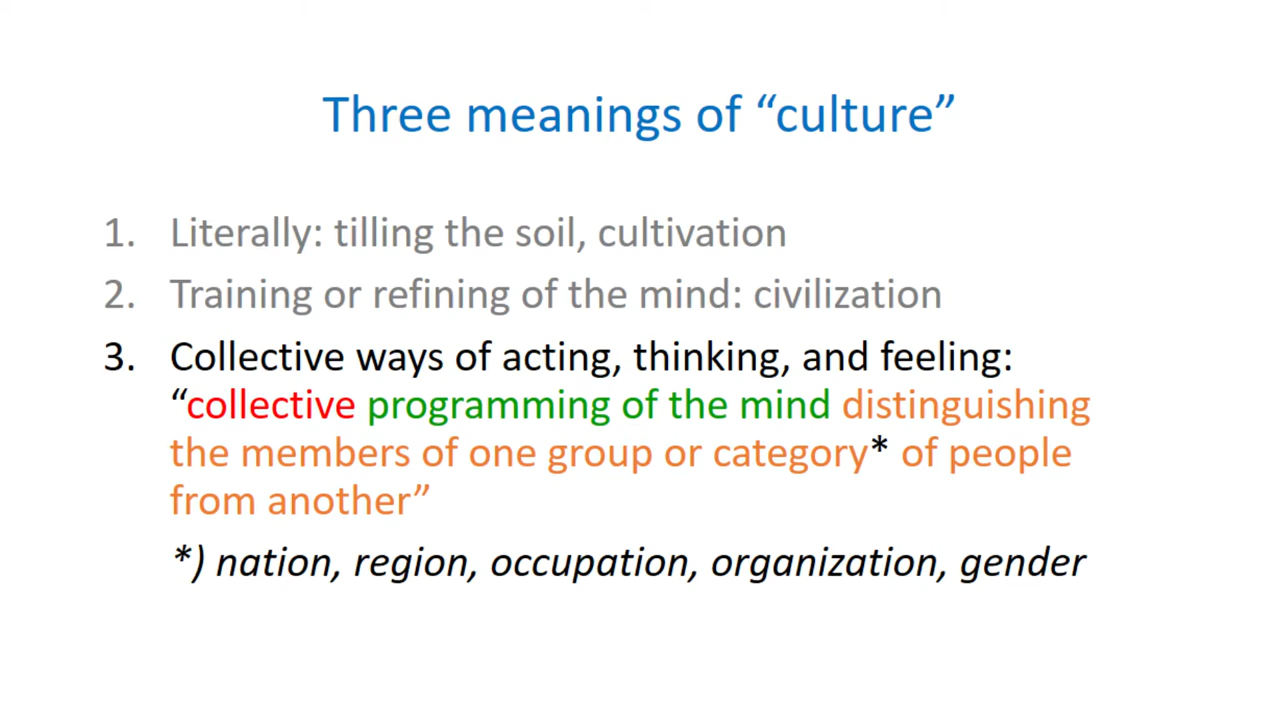 Three meanings of “culture”
1. Literally: tilling the soil, cultivation
2. Training or refining of the mind: civilization
3. Collective ways of acting, thinking, and feeling:
“collective programming of the mind distinguishing
the members of one group or category* of people
from another”
*) nation, region, occupation, organization, gender